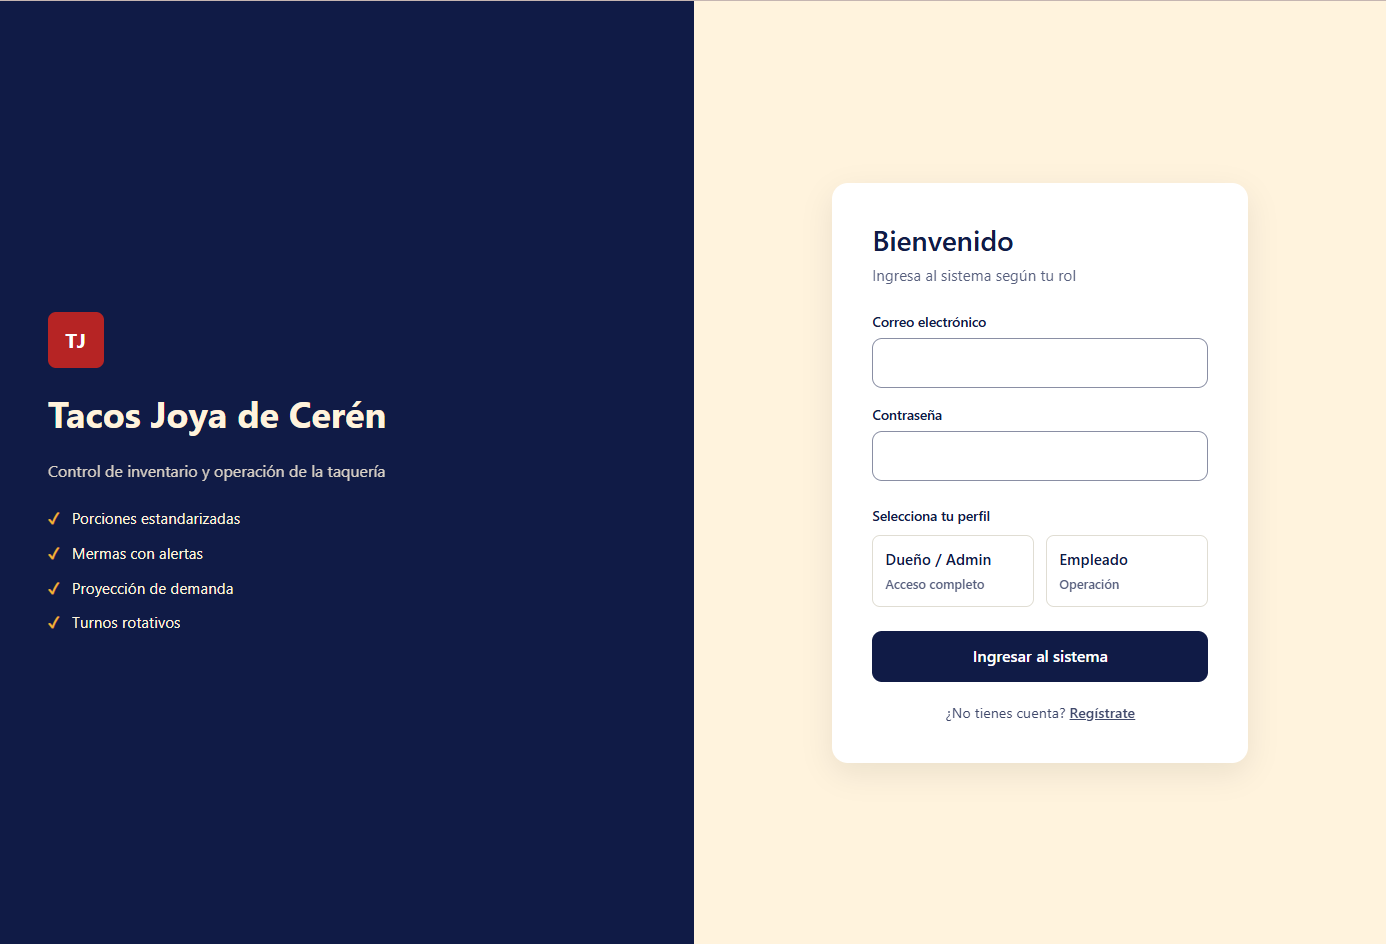 TJ
Tacos Joya de Cerén
Control de inventario y operación de la taquería
✓ Porciones estandarizadas
✓ Mermas con alertas
✓ Proyección de demanda
✓ Turnos rotativos
Bienvenido
Ingresa al sistema según tu rol
Correo electrónico
Contraseña
Selecciona tu perfil
Dueño / Admin
Acceso completo
Empleado
Operación
Ingresar al sistema
¿No tienes cuenta? Regístrate